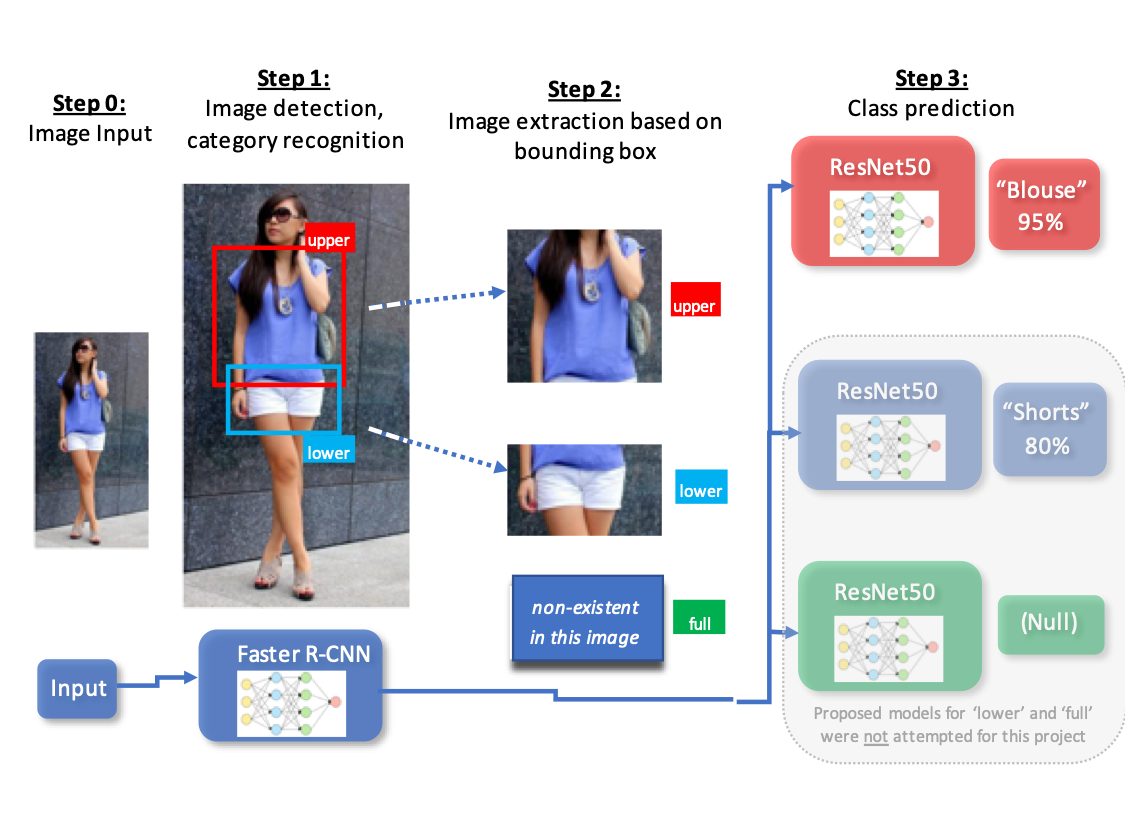 Step 0:
Image Input
Step 1:
Image detection,
category recognition
Step 2:
Image extraction based on
bounding box
Step 3:
Class prediction
upper
lower
upper
lower
non-existent
in this image
full
Input
Faster R-CNN
ResNet50
“Blouse”
95%
ResNet50
“Shorts”
80%
ResNet50
(Null)
Proposed models for ‘lower’ and ‘full’
were not attempted for this project